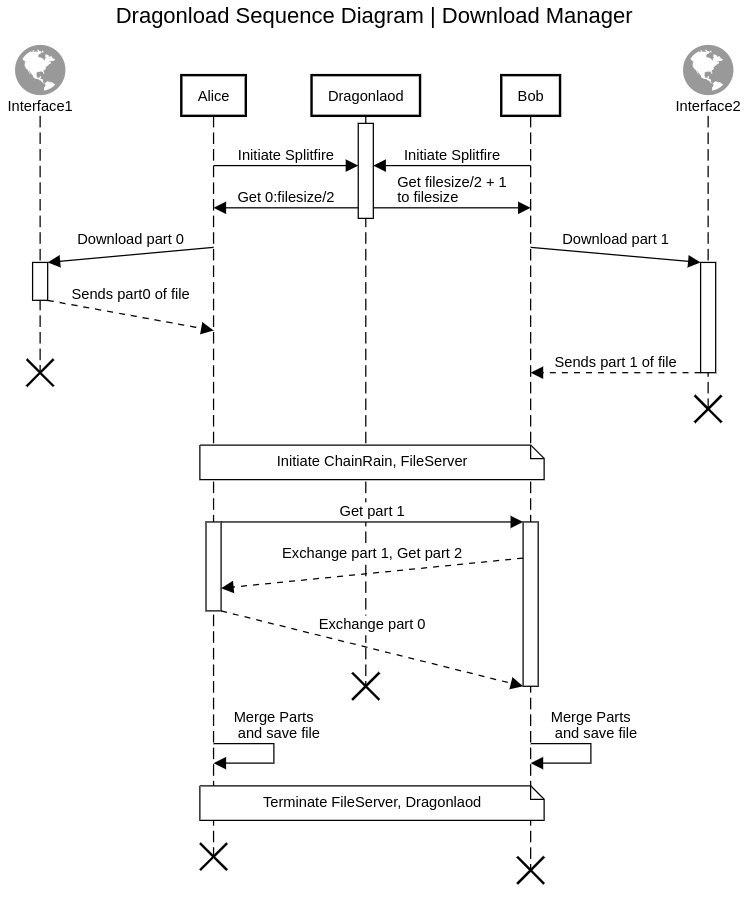 Dragonload Sequence Diagram | Download Manager
Interface1
Alice
Dragonlaod
Bob
Interface2
Initiate Splitfire
Initiate Splitfire
Get 0:filesize/2
Get filesize/2 + 1
to filesize
Download part 0
Download part 1
Sends part0 of file
Sends part 1 of file
Initiate ChainRain, FileServer
Get part 1
Exchange part 1, Get part 2
Exchange part 0
Merge Parts
and save file
Merge Parts
and save file
Terminate FileServer, Dragonlaod